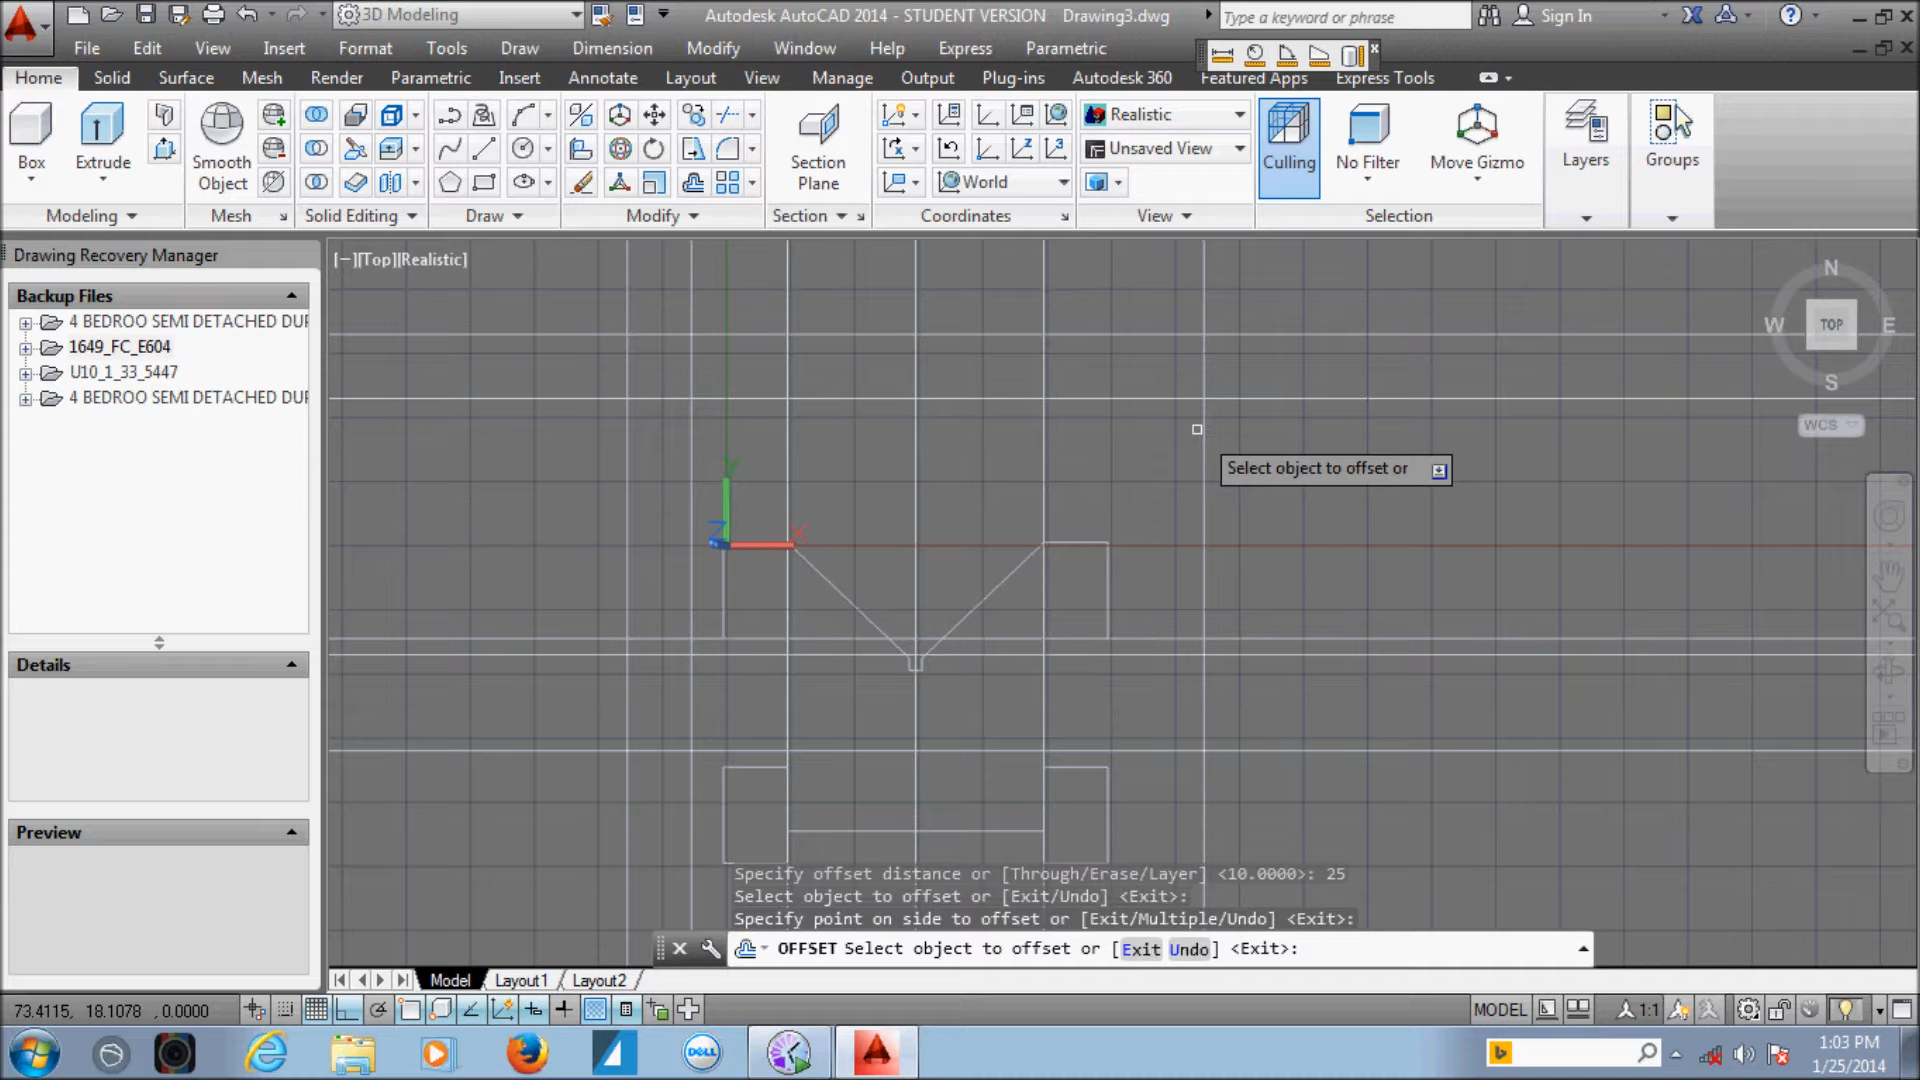 3D Modeling
Autodesk AutoCAD 2014 - STUDENT VERSION Drawing3.dwg
Type a keyword or phrase
Sign In
File Edit View Insert Format Tools Draw Dimension Modify Window Help Express Parametric
Home Solid Surface Mesh Render Parametric Insert Annotate Layout View Manage Output Plug-ins Autodesk 360 Featured Apps Express Tools
Box
Extrude
Smooth Object
Section Plane
World
Realistic
Unsaved View
Culling
No Filter
Move Gizmo
Layers
Groups
Modeling Mesh Solid Editing Draw Modify Section Coordinates View Selection
Drawing Recovery Manager
Backup Files
4 BEDROO SEMI DETACHED DUP
1649_FC_E604
U10_1_33_5447
4 BEDROO SEMI DETACHED DUP
Details
Preview
[−][Top][Realistic]
N
W TOP E
S
WCS
Y
Z X
Select object to offset or
Specify offset distance or [Through/Erase/Layer] <10.0000>: 25
Select object to offset or [Exit/Undo] <Exit>:
Specify point on side to offset or [Exit/Multiple/Undo] <Exit>:
OFFSET Select object to offset or [Exit Undo] <Exit>:
Model Layout1 Layout2
73.4115, 18.1078 , 0.0000
MODEL
1:1
DELL
1:03 PM
1/25/2014